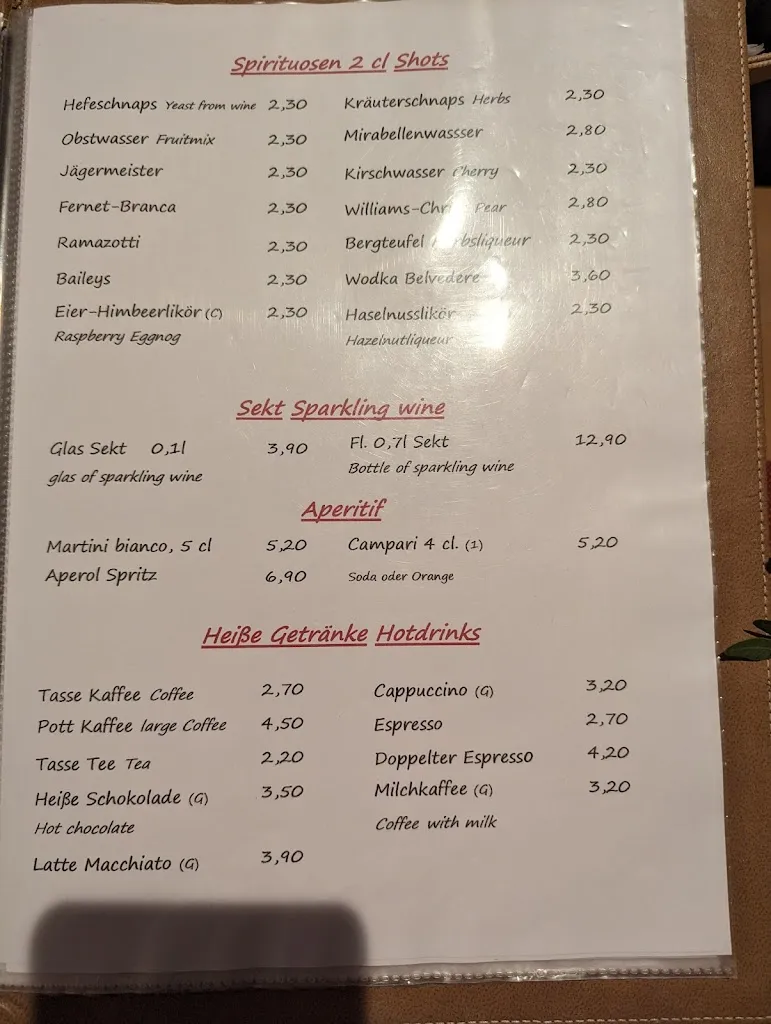 Spirituosen 2 cl Shots
Hefeschnaps Yeast from wine 2,30 Kräuterschnaps Herbs 2,30
Obstwasser Fruitmix 2,30 Mirabellenwassser 2,80
Jägermeister 2,30 Kirschwasser Cherry 2,30
Fernet-Branca 2,30 Williams-Chr Pear 2,80
Ramazotti 2,30 Bergteufel 2,30
Baileys 2,30 Wodka Belvedere 3,60
Eier-Himbeerlikör (C) 2,30 Haselnusslikör 2,30
Raspberry Eggnog Hazelnutliqueur
Sekt Sparkling wine
Glas Sekt 0,1l 3,90 Fl. 0,7l Sekt 12,90
glas of sparkling wine Bottle of sparkling wine
Aperitif
Martini bianco, 5 cl 5,20 Campari 4 cl. (1) 5,20
Aperol Spritz 6,90 Soda oder Orange
Heiße Getränke Hotdrinks
Tasse Kaffee Coffee 2,70 Cappuccino (G) 3,20
Pott Kaffee large Coffee 4,50 Espresso 2,70
Tasse Tee Tea 2,20 Doppelter Espresso 4,20
Heiße Schokolade (G) 3,50 Milchkaffee (G) 3,20
Hot chocolate Coffee with milk
Latte Macchiato (G) 3,90